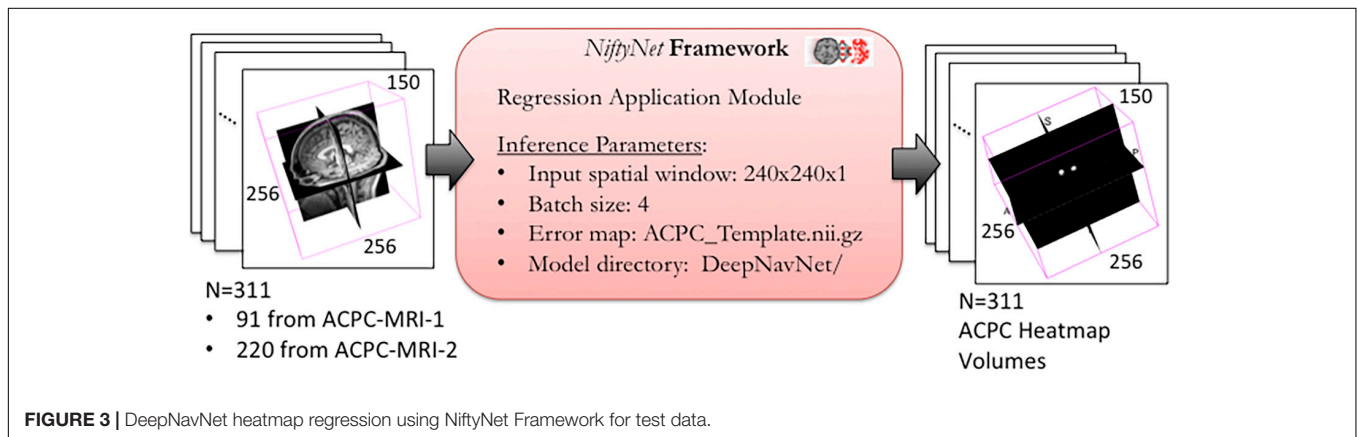 150
256
256
N=311
• 91 from ACPC-MRI-1
• 220 from ACPC-MRI-2
NiftyNet Framework
Regression Application Module
Inference Parameters:
• Input spatial window: 240x240x1
• Batch size: 4
• Error map: ACPC_Template.nii.gz
• Model directory: DeepNavNet/
150
S
P
A
256
256
N=311
ACPC Heatmap
Volumes
FIGURE 3 | DeepNavNet heatmap regression using NiftyNet Framework for test data.